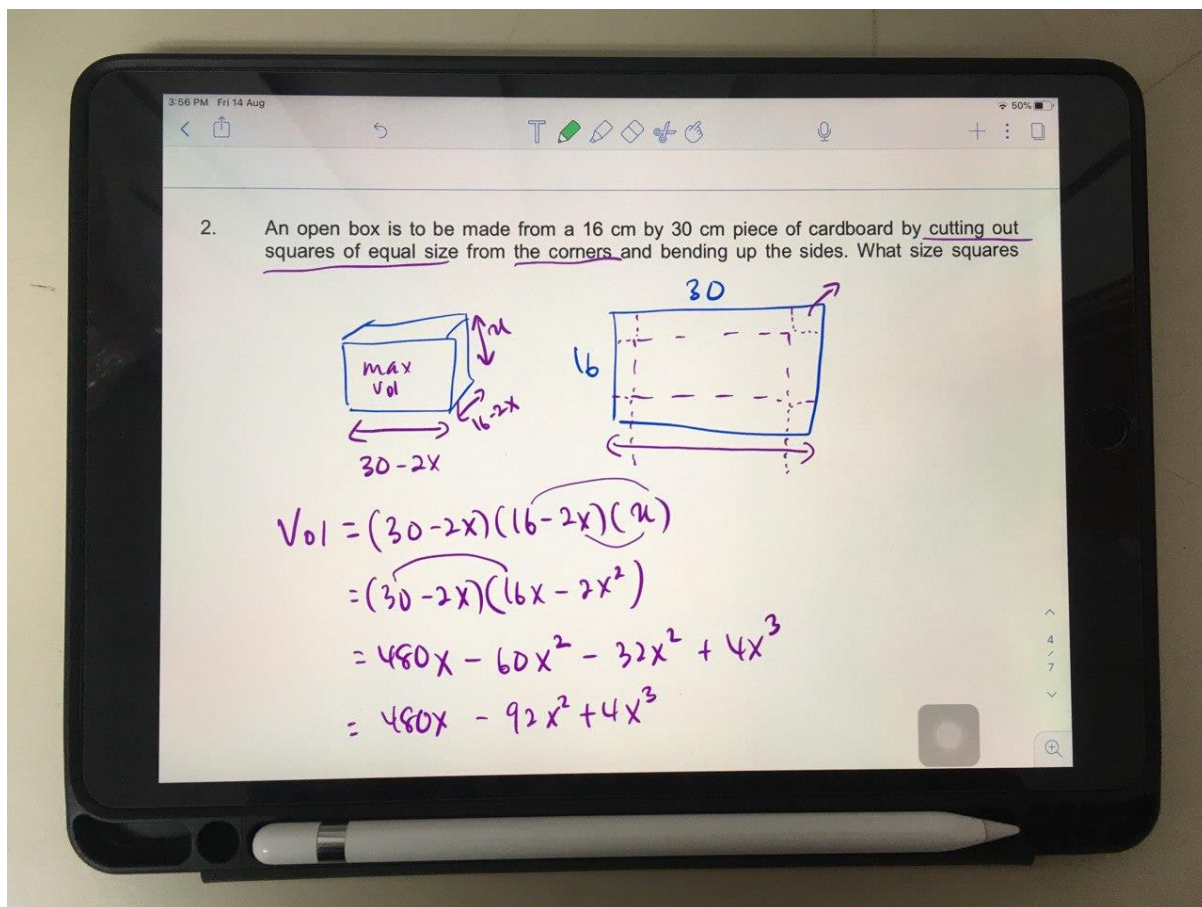 3:56 PM Fri 14 Aug
50%
T
2. An open box is to be made from a 16 cm by 30 cm piece of cardboard by cutting out
squares of equal size from the corners and bending up the sides. What size squares
30
16
max
vol
x
16-2x
30-2x
Vol = (30-2x)(16-2x)(x)
=(30-2x)(16x-2x²)
= 480x - 60x² - 32x² + 4x³
= 480x - 92x² + 4x³
4
/
7